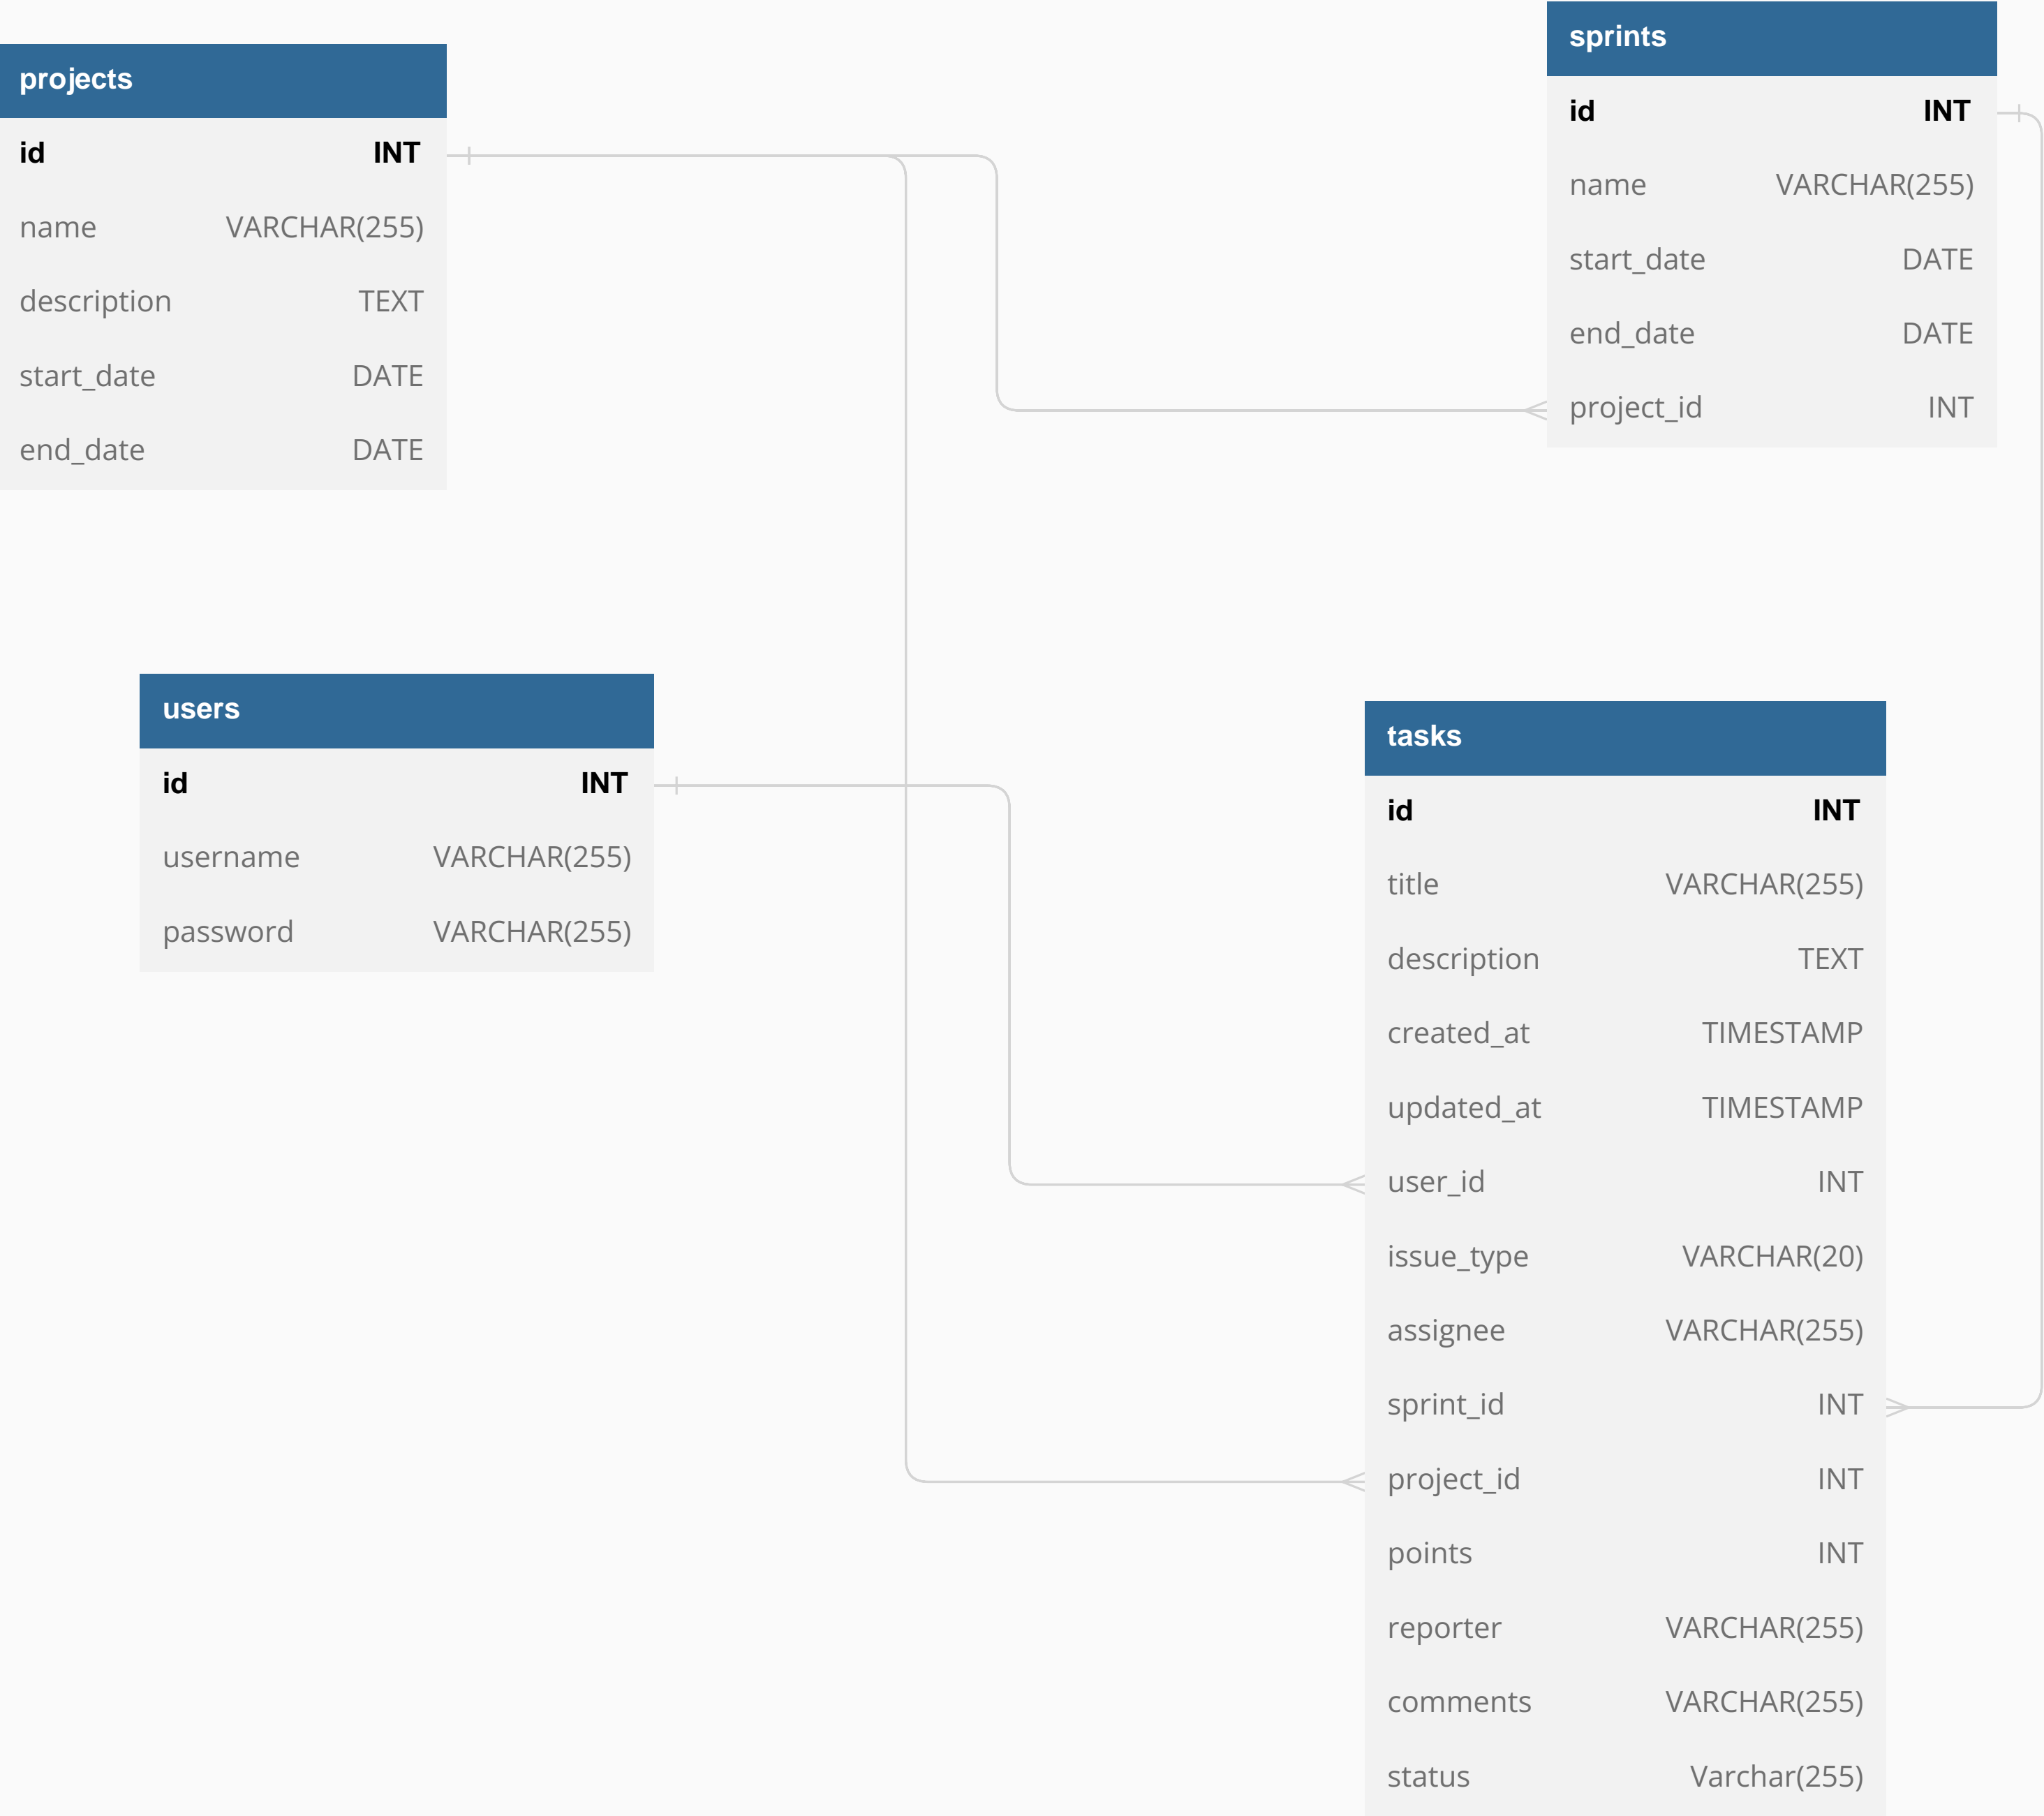 projects
id INT
name VARCHAR(255)
description TEXT
start_date DATE
end_date DATE
sprints
id INT
name VARCHAR(255)
start_date DATE
end_date DATE
project_id INT
users
id INT
username VARCHAR(255)
password VARCHAR(255)
tasks
id INT
title VARCHAR(255)
description TEXT
created_at TIMESTAMP
updated_at TIMESTAMP
user_id INT
issue_type VARCHAR(20)
assignee VARCHAR(255)
sprint_id INT
project_id INT
points INT
reporter VARCHAR(255)
comments VARCHAR(255)
status Varchar(255)